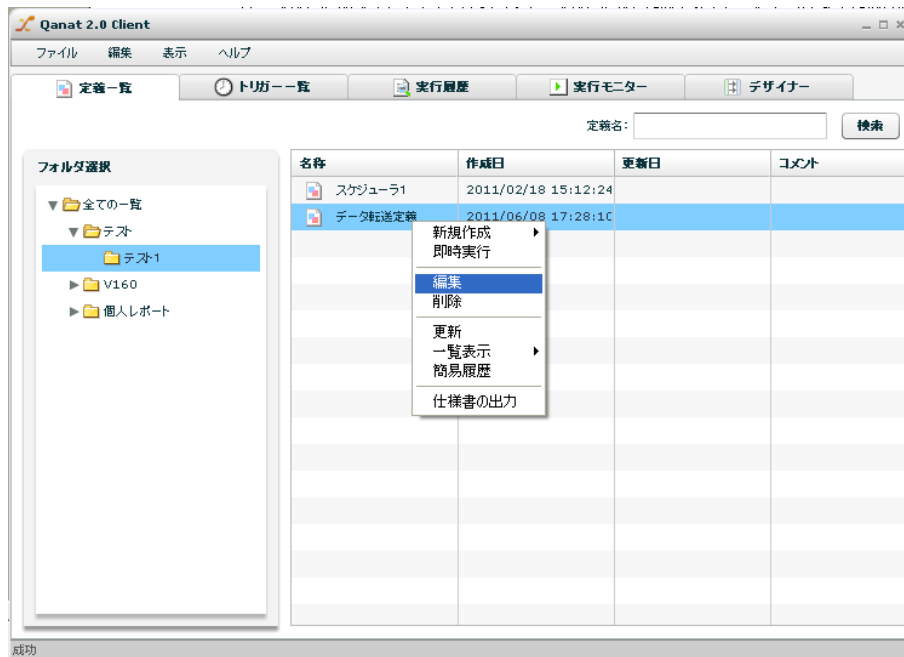 Qanat 2.0 Client
ファイル 編集 表示 ヘルプ
定義一覧 トリガー一覧 実行履歴 実行モニター デザイナー
定義名: 検索
フォルダ選択
全ての一覧
テスト
テスト1
V160
個人レポート
名称 作成日 更新日 コメント
スケジューラ1 2011/02/18 15:12:24
データ転送定義 2011/06/08 17:28:10
新規作成
即時実行
編集
削除
更新
一覧表示
簡易履歴
仕様書の出力
成功